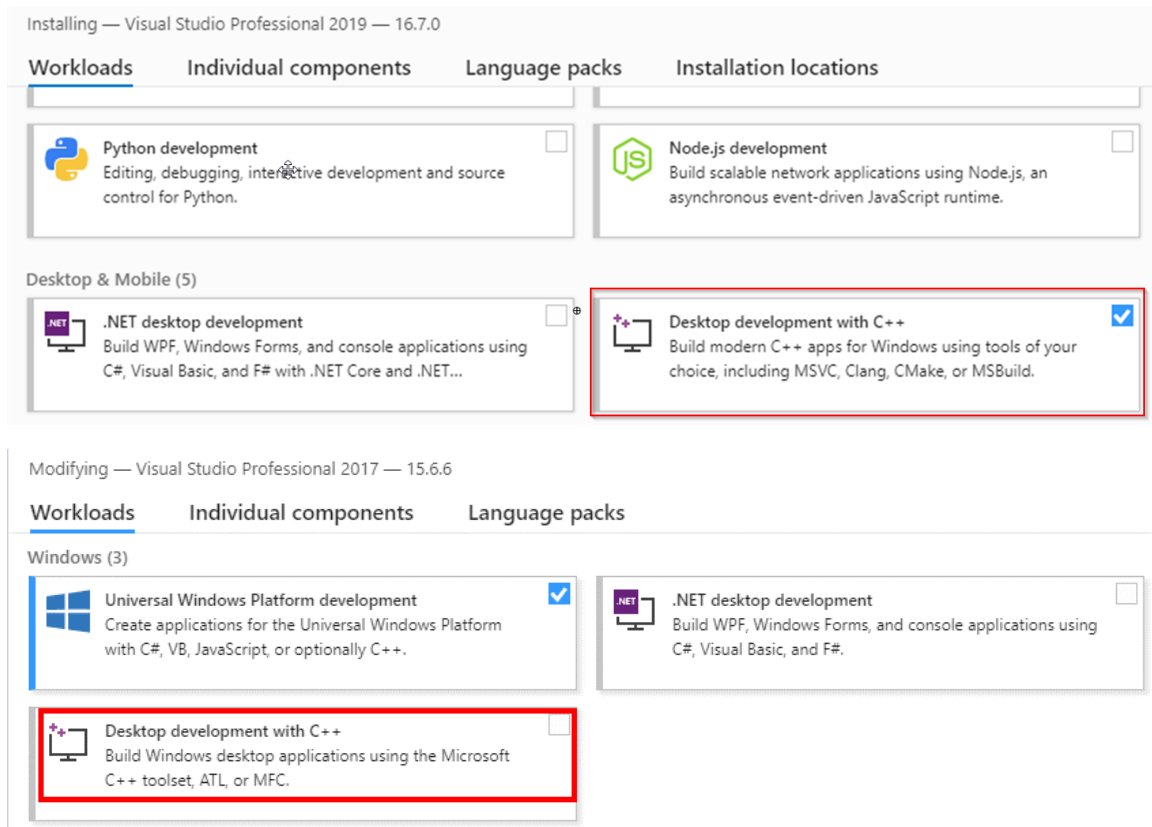 Installing — Visual Studio Professional 2019 — 16.7.0
Workloads Individual components Language packs Installation locations
Python development
Editing, debugging, interactive development and source
control for Python.
JS
Node.js development
Build scalable network applications using Node.js, an
asynchronous event-driven JavaScript runtime.
Desktop & Mobile (5)
.NET
.NET desktop development
Build WPF, Windows Forms, and console applications using
C#, Visual Basic, and F# with .NET Core and .NET...
Desktop development with C++
Build modern C++ apps for Windows using tools of your
choice, including MSVC, Clang, CMake, or MSBuild.
Modifying — Visual Studio Professional 2017 — 15.6.6
Workloads Individual components Language packs
Windows (3)
Universal Windows Platform development
Create applications for the Universal Windows Platform
with C#, VB, JavaScript, or optionally C++.
.NET
.NET desktop development
Build WPF, Windows Forms, and console applications using
C#, Visual Basic, and F#.
Desktop development with C++
Build Windows desktop applications using the Microsoft
C++ toolset, ATL, or MFC.